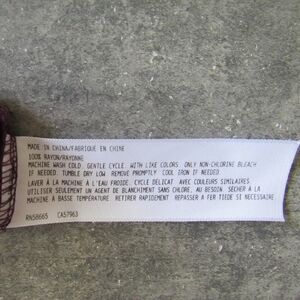 MADE IN CHINA/FABRIQUE EN CHINE
100% RAYON/RAYONNE
MACHINE WASH COLD. GENTLE CYCLE. WITH LIKE COLORS. ONLY NON-CHLORINE BLEACH
IF NEEDED. TUMBLE DRY LOW. REMOVE PROMPTLY. COOL IRON IF NEEDED.
LAVER À LA MACHINE À L'EAU FROIDE, CYCLE DÉLICAT. AVEC COULEURS SIMILAIRES
UTILISER SEULEMENT UN AGENT DE BLANCHIMENT SANS CHLORE, AU BESOIN. SÉCHER À LA
MACHINE À BASSE TEMPÉRATURE. RETIRER RAPIDEMENT. REPASSER A FER TIEDE SI NECESSAIRE
RN58665 CA57963